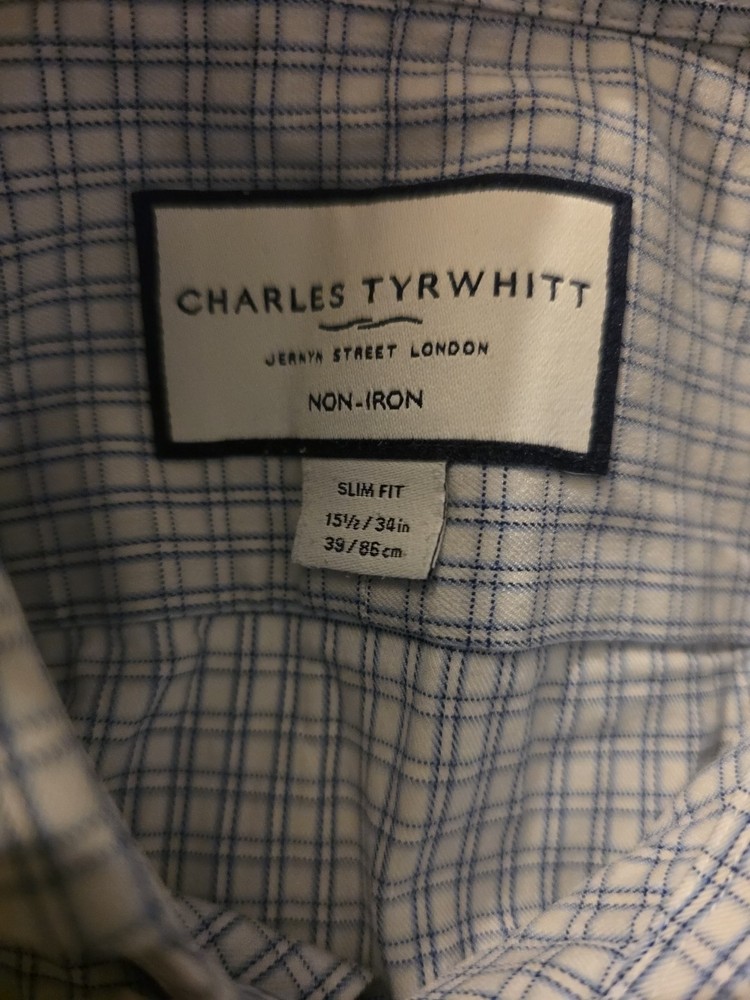 CHARLES TYRWHITT
JERMYN STREET LONDON
NON-IRON
SLIM FIT
15½/34in
39/86cm